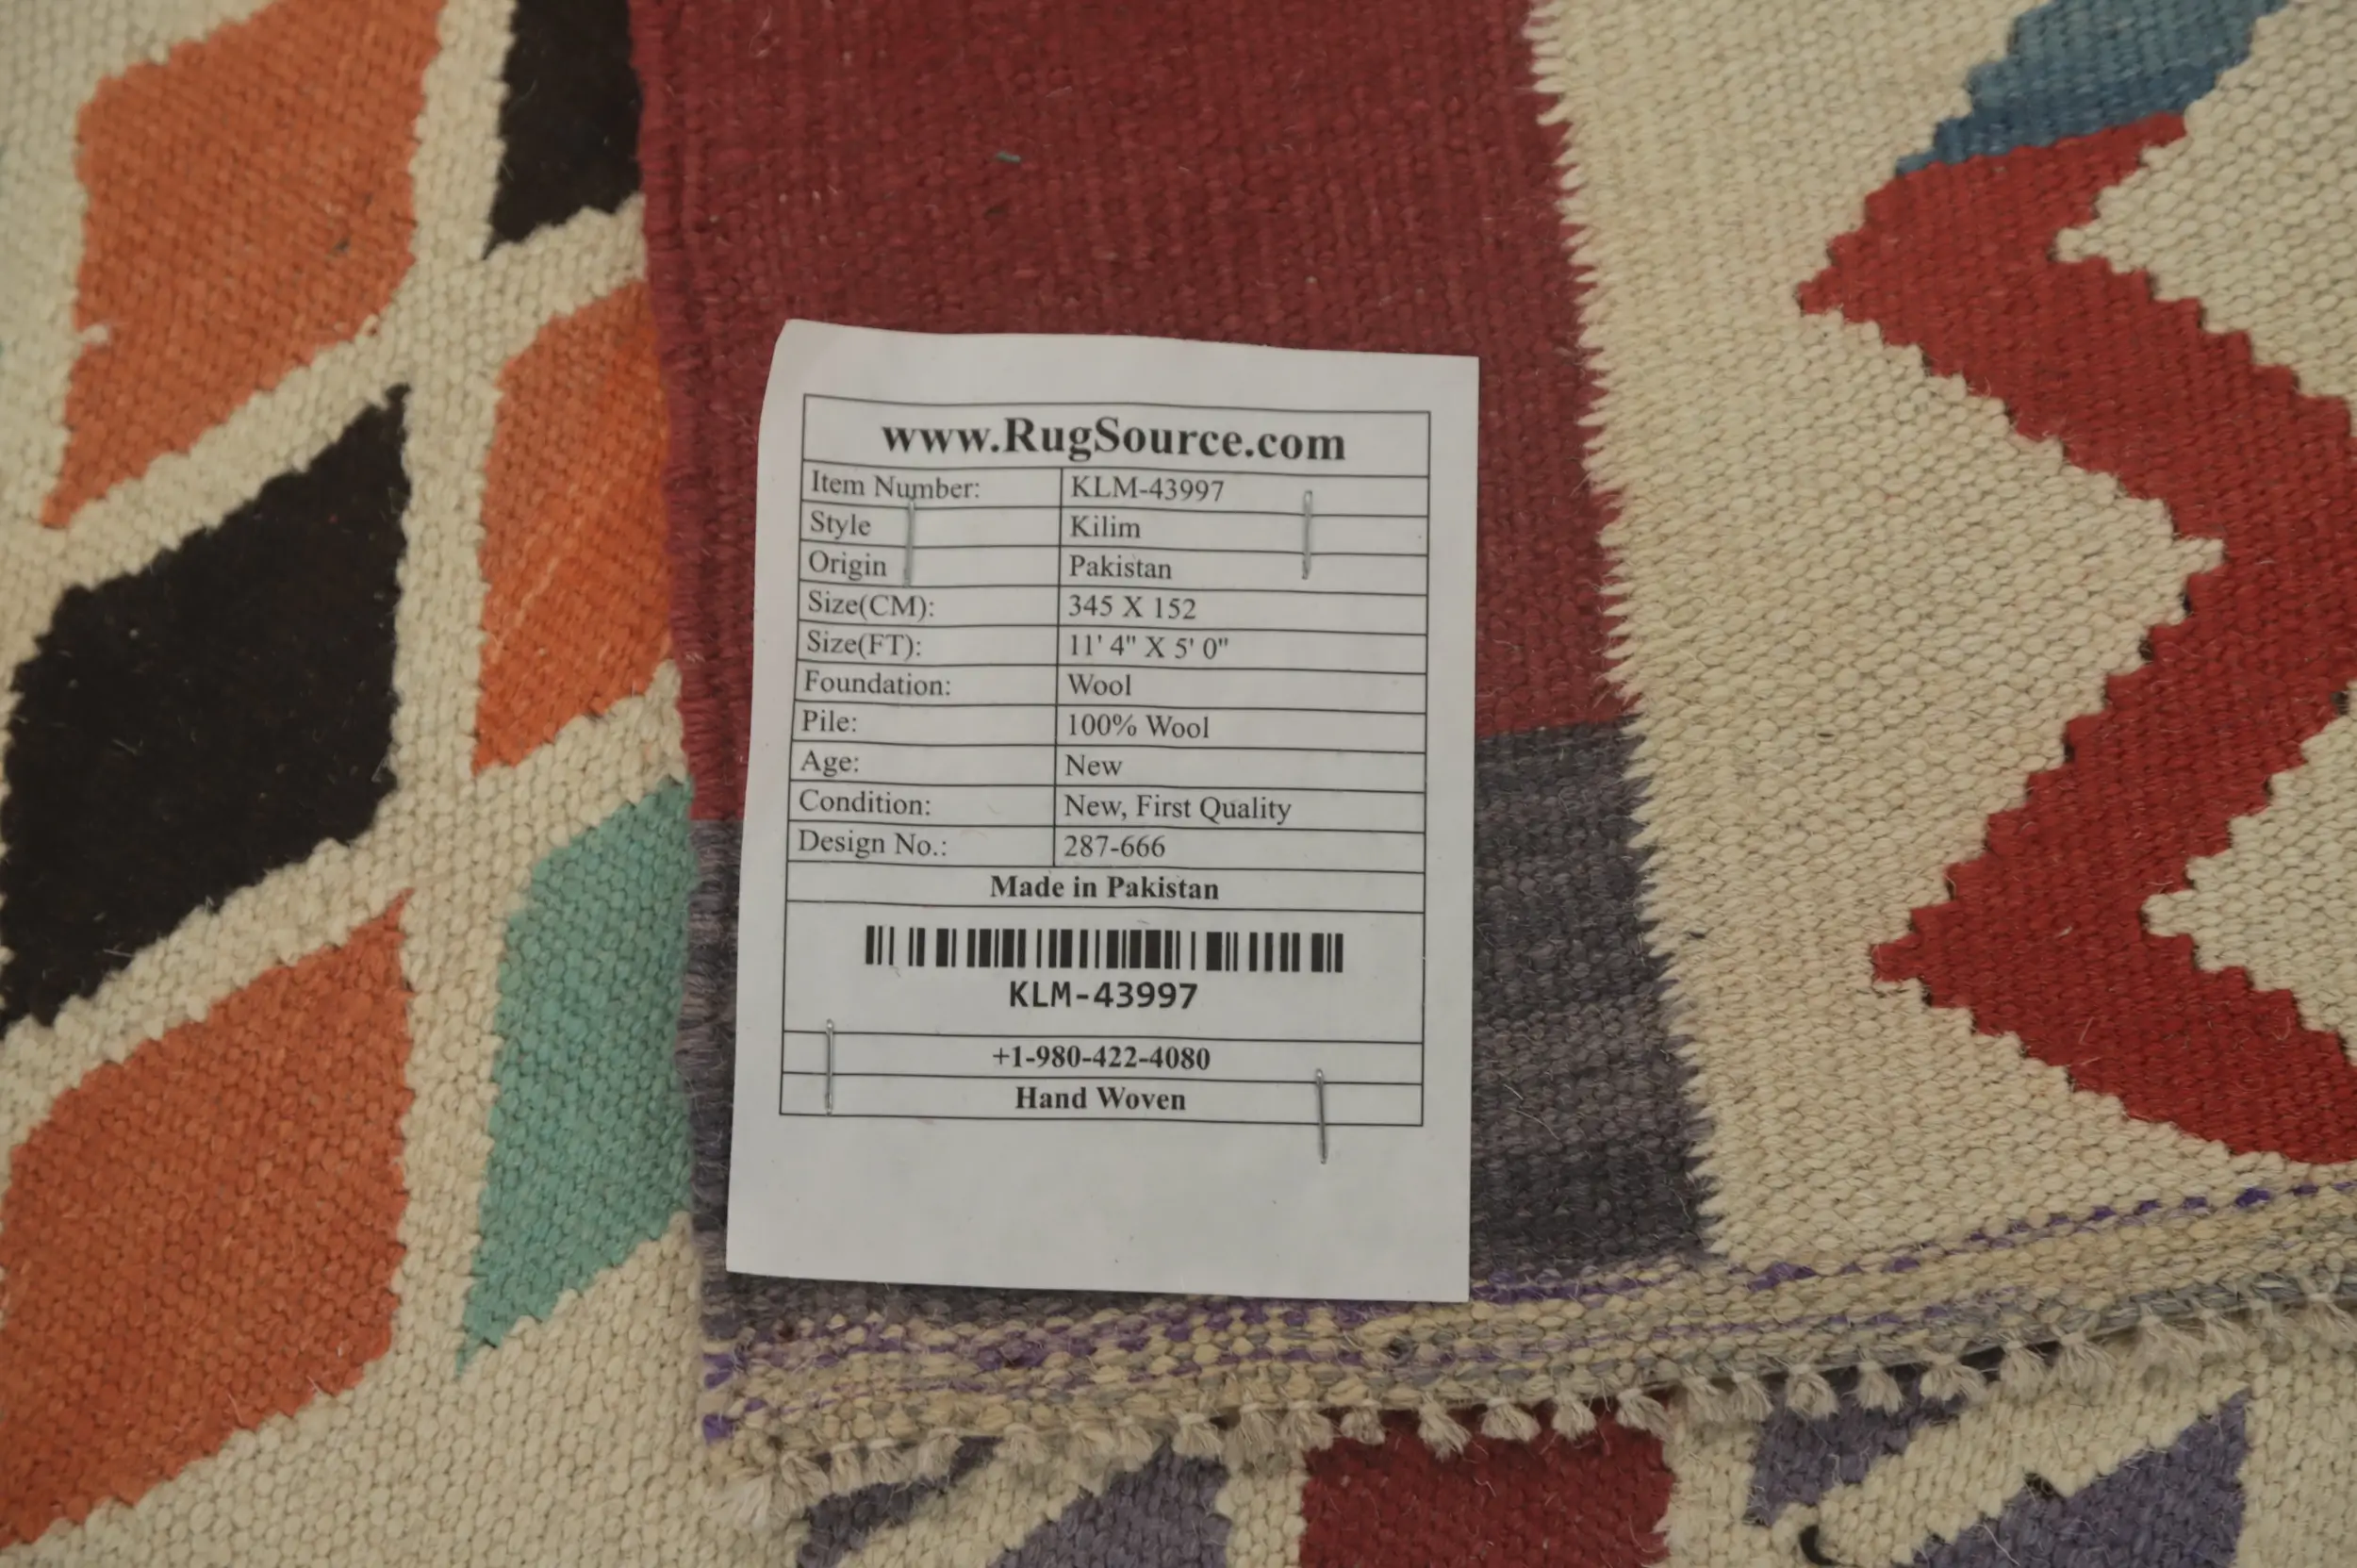 www.RugSource.com
Item Number: KLM-43997
Style Kilim
Origin Pakistan
Size(CM): 345 X 152
Size(FT): 11' 4" X 5' 0"
Foundation: Wool
Pile: 100% Wool
Age: New
Condition: New, First Quality
Design No.: 287-666
Made in Pakistan
KLM-43997
+1-980-422-4080
Hand Woven